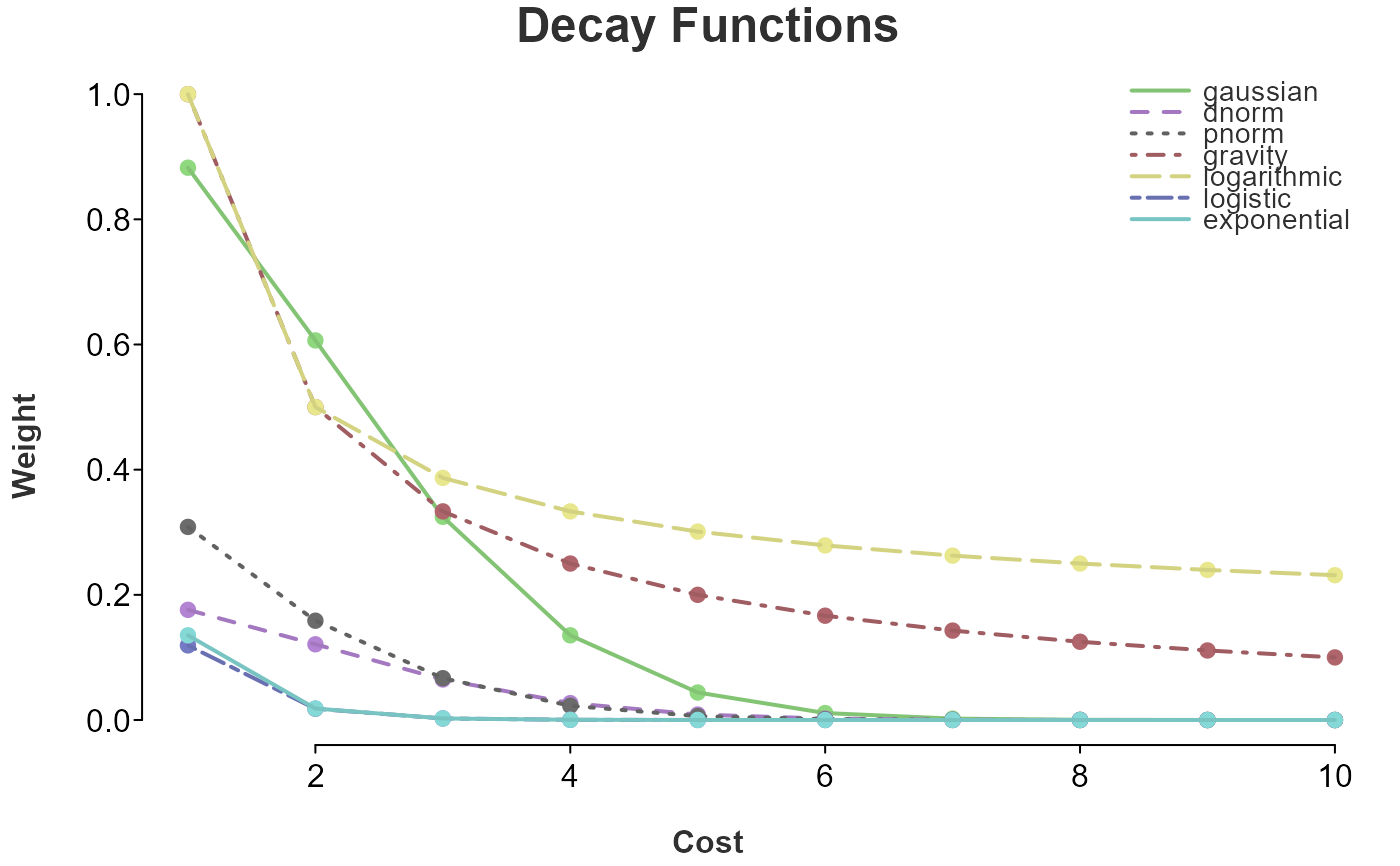 Decay Functions
1.0
0.8
0.6
0.4
0.2
0.0
Weight
gaussian
dnorm
pnorm
gravity
logarithmic
logistic
exponential
2 4 6 8 10
Cost